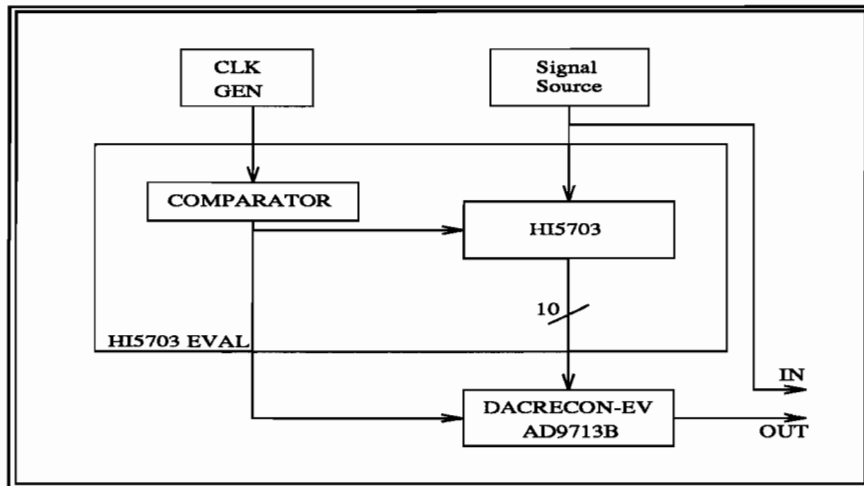 CLK
GEN
Signal
Source
COMPARATOR
HI5703
10
HI5703 EVAL
IN
DACRECON-EV
AD9713B
OUT